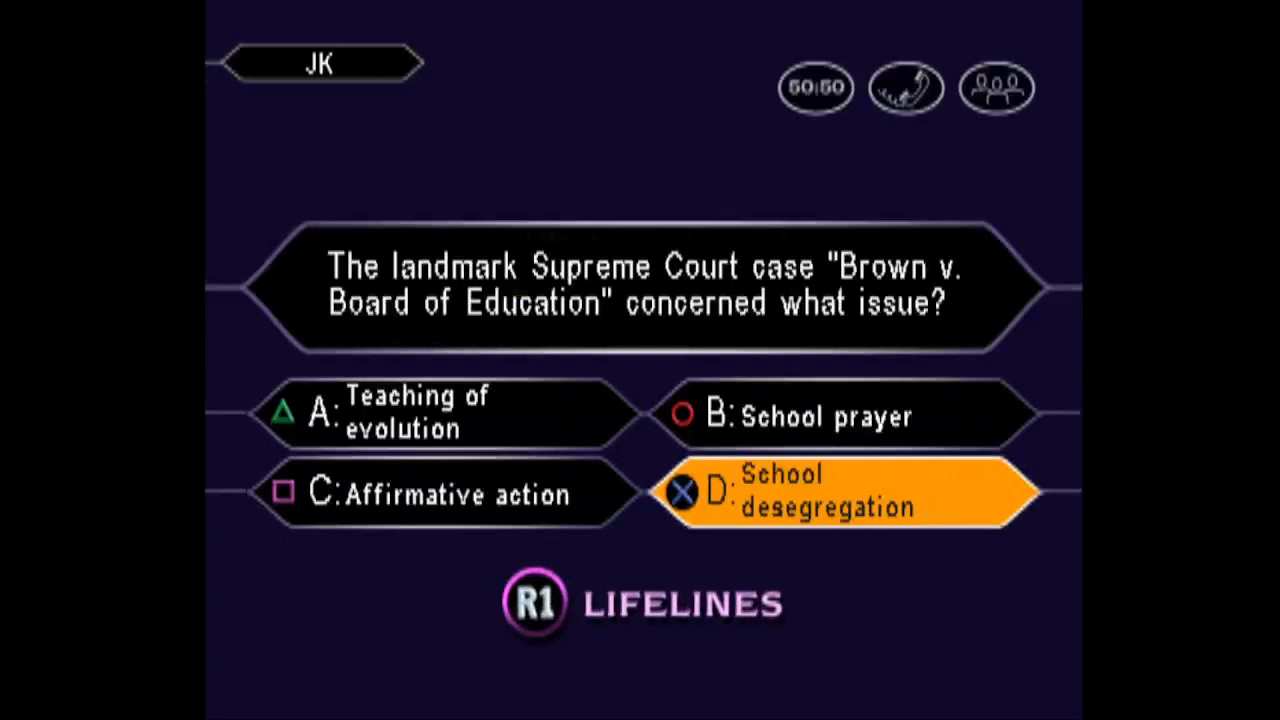 JK
50:50
The landmark Supreme Court case "Brown v.
Board of Education" concerned what issue?
A: Teaching of
evolution
B: School prayer
C: Affirmative action
D: School
desegregation
R1 LIFELINES